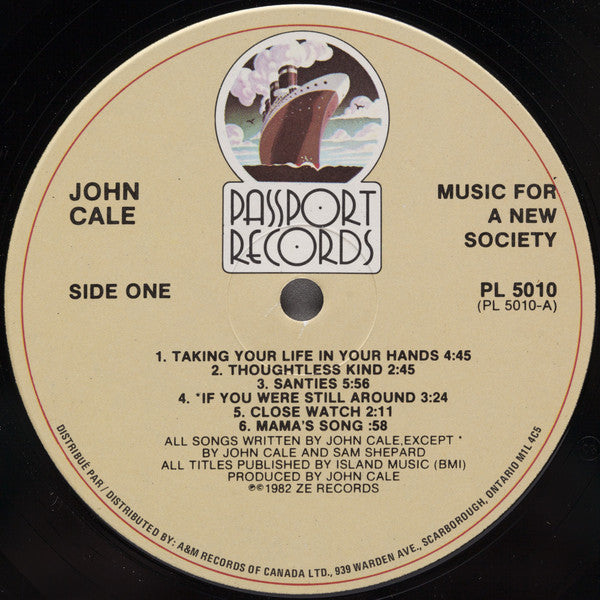 PASSPORT
RECORDS
JOHN
CALE
MUSIC FOR
A NEW
SOCIETY
SIDE ONE
PL 5010
(PL 5010-A)
1. TAKING YOUR LIFE IN YOUR HANDS 4:45
2. THOUGHTLESS KIND 2:45
3. SANTIES 5:56
4. *IF YOU WERE STILL AROUND 3:24
5. CLOSE WATCH 2:11
6. MAMA'S SONG :58
ALL SONGS WRITTEN BY JOHN CALE,EXCEPT *
BY JOHN CALE AND SAM SHEPARD
ALL TITLES PUBLISHED BY ISLAND MUSIC (BMI)
PRODUCED BY JOHN CALE
℗©1982 ZE RECORDS
DISTRIBUÉE PAR / DISTRIBUTED BY: A&M RECORDS OF CANADA LTD., 939 WARDEN AVE., SCARBOROUGH, ONTARIO M1L 4C5